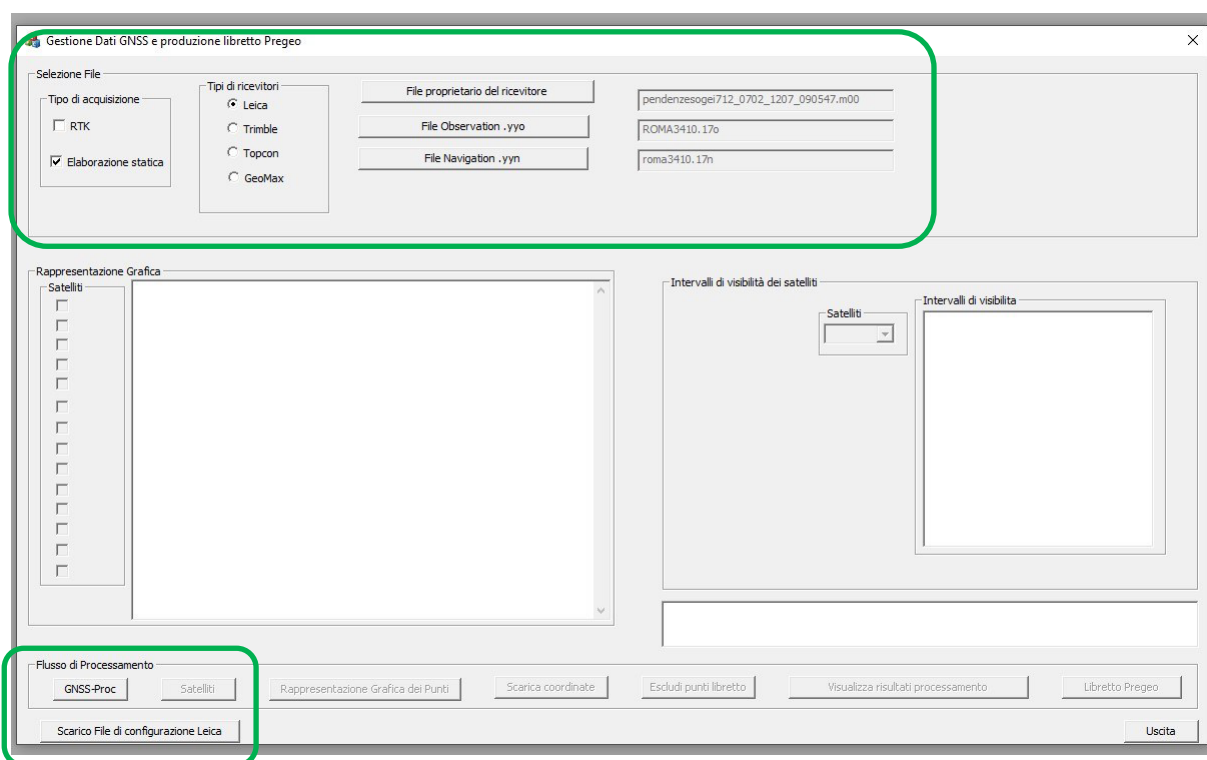 Gestione Dati GNSS e produzione libretto Pregeo
Selezione File
Tipo di acquisizione
RTK
Elaborazione statica
Tipi di ricevitori
Leica
Trimble
Topcon
GeoMax
File proprietario del ricevitore
pendenzesogei712_0702_1207_090547.m00
File Observation .yyo
ROMA3410.17o
File Navigation .yyn
roma3410.17n
Rappresentazione Grafica
Satelliti
Intervalli di visibilità dei satelliti
Satelliti
Intervalli di visibilita
Flusso di Processamento
GNSS-Proc
Satelliti
Rappresentazione Grafica dei Punti
Scarica coordinate
Escludi punti libretto
Visualizza risultati processamento
Libretto Pregeo
Scarico File di configurazione Leica
Uscita